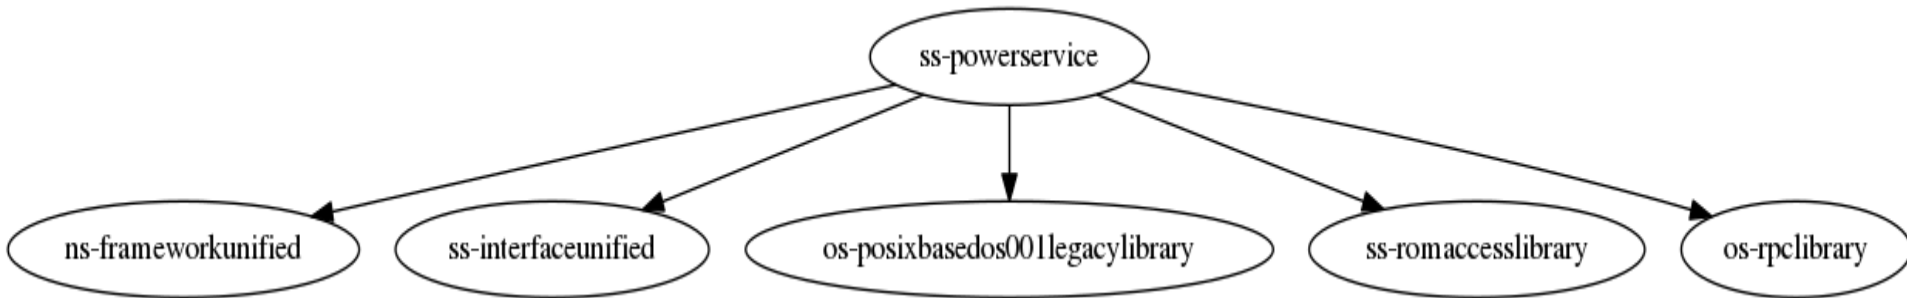 ss-powerservice
ns-frameworkunified
ss-interfaceunified
os-posixbasedos001legacylibrary
ss-romaccesslibrary
os-rpclibrary